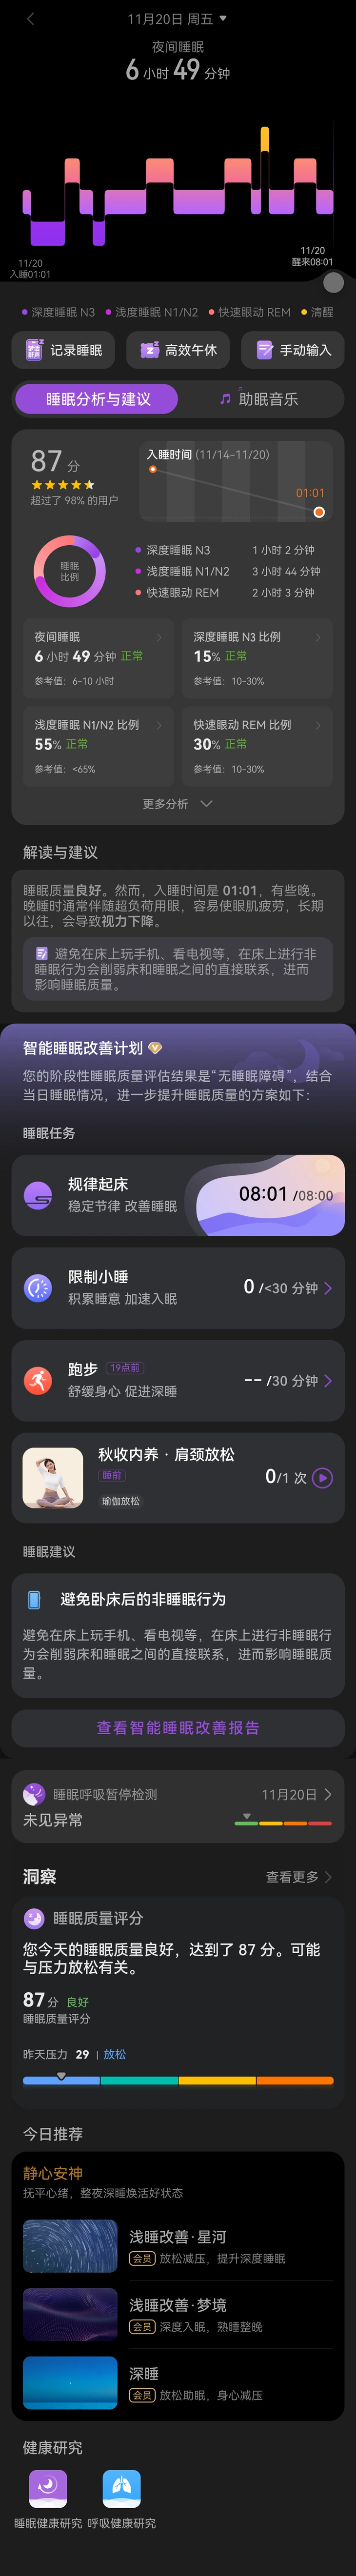 11月20日 周五
夜间睡眠
6 小时 49 分钟
11/20
入睡01:01
11/20
醒来08:01
深度睡眠 N3 浅度睡眠 N1/N2 快速眼动 REM 清醒
记录睡眠 高效午休 手动输入
睡眠分析与建议 助眠音乐
87 分
超过了 98% 的用户
入睡时间 (11/14-11/20)
01:01
睡眠
比例
深度睡眠 N3 1 小时 2 分钟
浅度睡眠 N1/N2 3 小时 44 分钟
快速眼动 REM 2 小时 3 分钟
夜间睡眠
6 小时 49 分钟 正常
参考值：6-10 小时
深度睡眠 N3 比例
15% 正常
参考值：10-30%
浅度睡眠 N1/N2 比例
55% 正常
参考值：<65%
快速眼动 REM 比例
30% 正常
参考值：10-30%
更多分析
解读与建议
睡眠质量良好。然而，入睡时间是 01:01，有些晚。
晚睡时通常伴随超负荷用眼，容易使眼肌疲劳，长期
以往，会导致视力下降。
避免在床上玩手机、看电视等，在床上进行非
睡眠行为会削弱床和睡眠之间的直接联系，进而
影响睡眠质量。
智能睡眠改善计划
您的阶段性睡眠质量评估结果是“无睡眠障碍”，结合
当日睡眠情况，进一步提升睡眠质量的方案如下：
睡眠任务
规律起床
稳定节律 改善睡眠
08:01 /08:00
限制小睡
积累睡意 加速入眠
0 /<30 分钟
跑步 19点前
舒缓身心 促进深睡
-- /30 分钟
秋收内养 · 肩颈放松
睡前
瑜伽放松
0/1 次
睡眠建议
避免卧床后的非睡眠行为
避免在床上玩手机、看电视等，在床上进行非睡眠行
为会削弱床和睡眠之间的直接联系，进而影响睡眠质
量。
查看智能睡眠改善报告
睡眠呼吸暂停检测 11月20日
未见异常
洞察 查看更多
睡眠质量评分
您今天的睡眠质量良好，达到了 87 分。可能
与压力放松有关。
87 分 良好
睡眠质量评分
昨天压力 29 | 放松
今日推荐
静心安神
抚平心绪，整夜深睡焕活好状态
浅睡改善·星河
会员 放松减压，提升深度睡眠
浅睡改善·梦境
会员 深度入眠，熟睡整晚
深睡
会员 放松助眠，身心减压
健康研究
睡眠健康研究 呼吸健康研究